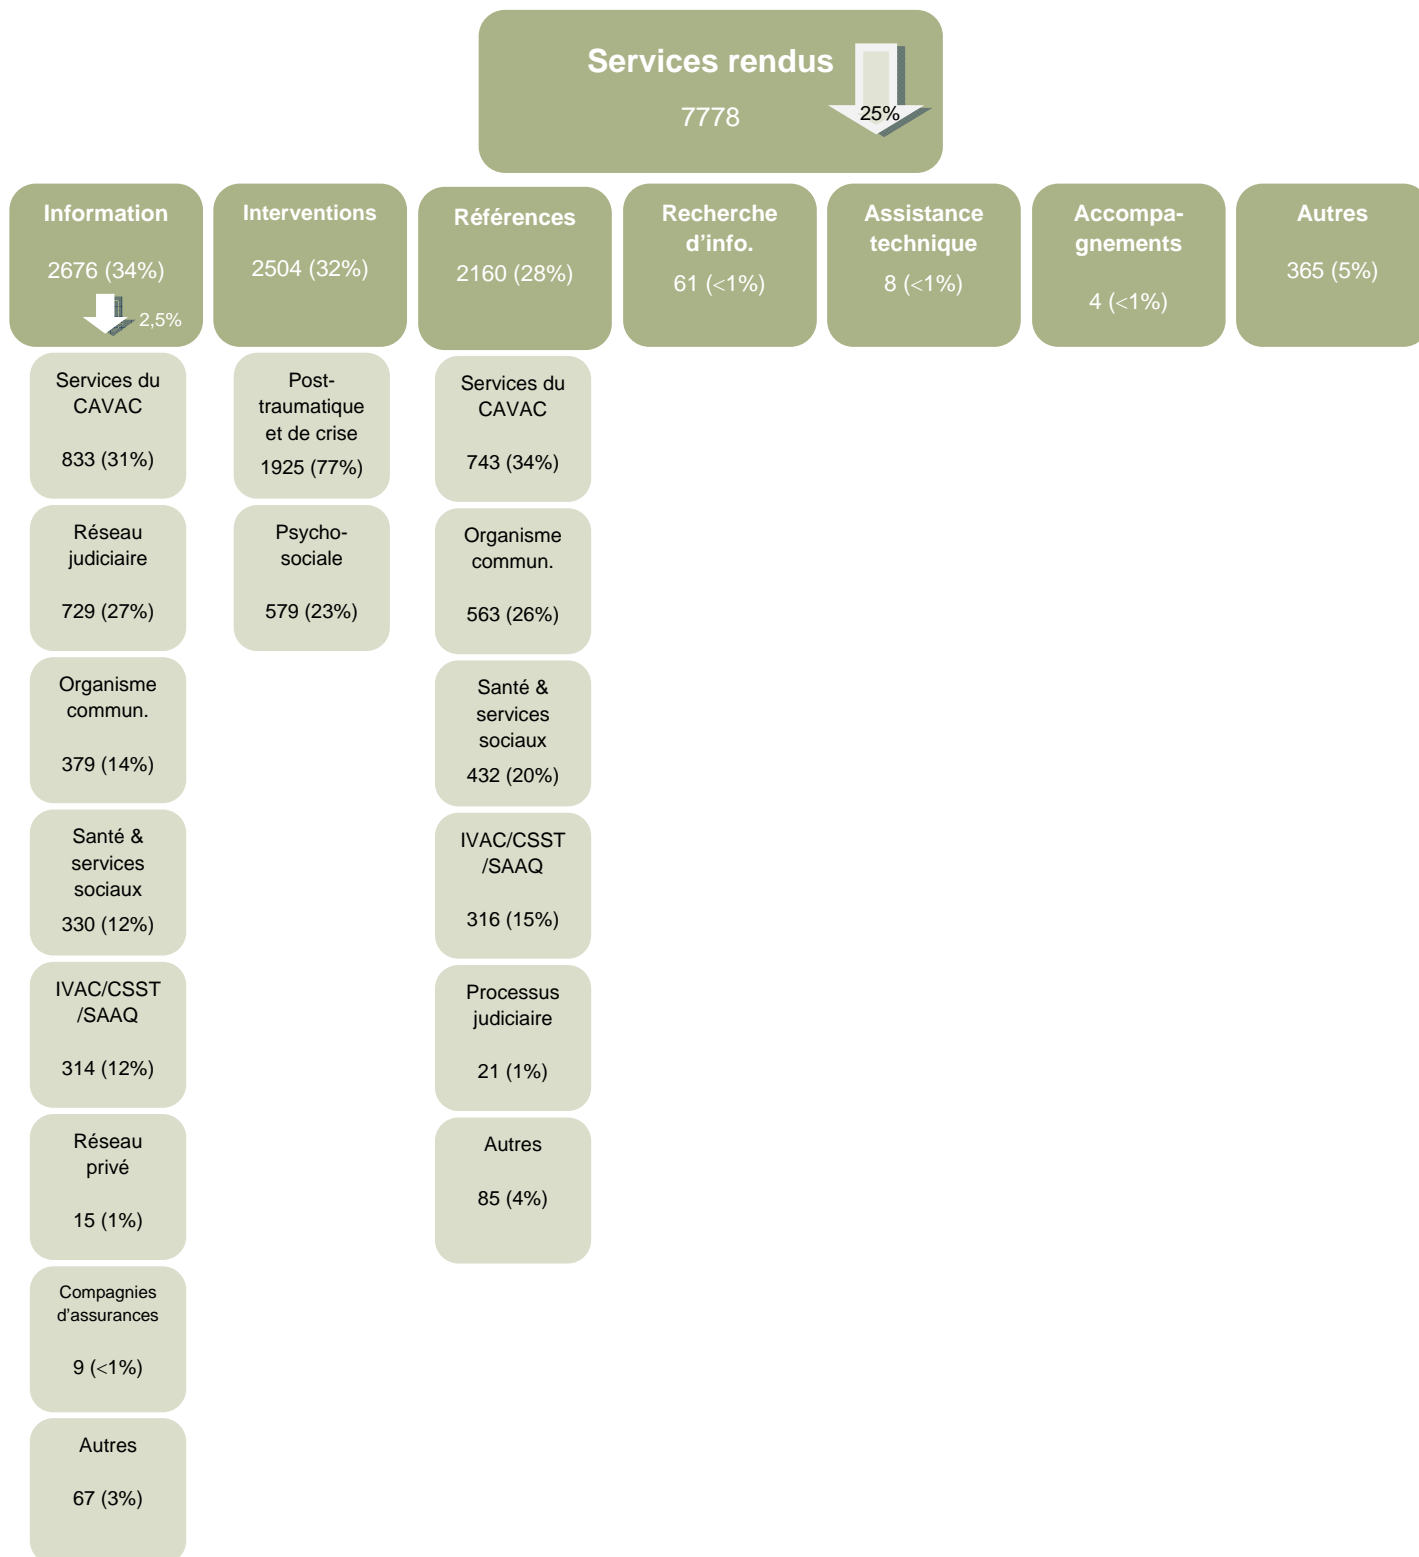 Services rendus
7778
25%
Information
2676 (34%)
2,5%
Interventions
2504 (32%)
Références
2160 (28%)
Recherche
d'info.
61 (<1%)
Assistance
technique
8 (<1%)
Accompa-
gnements
4 (<1%)
Autres
365 (5%)
Services du
CAVAC
833 (31%)
Réseau
judiciaire
729 (27%)
Organisme
commun.
379 (14%)
Santé &
services
sociaux
330 (12%)
IVAC/CSST
/SAAQ
314 (12%)
Réseau
privé
15 (1%)
Compagnies
d'assurances
9 (<1%)
Autres
67 (3%)
Post-
traumatique
et de crise
1925 (77%)
Psycho-
sociale
579 (23%)
Services du
CAVAC
743 (34%)
Organisme
commun.
563 (26%)
Santé &
services
sociaux
432 (20%)
IVAC/CSST
/SAAQ
316 (15%)
Processus
judiciaire
21 (1%)
Autres
85 (4%)